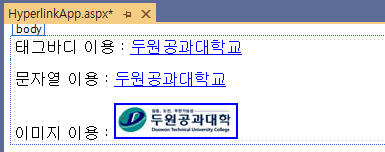 HyperlinkApp.aspx*
body
태그바디 이용 : 두원공과대학교
문자열 이용 : 두원공과대학교
이미지 이용 :
두원공과대학
Doowon Technical University College